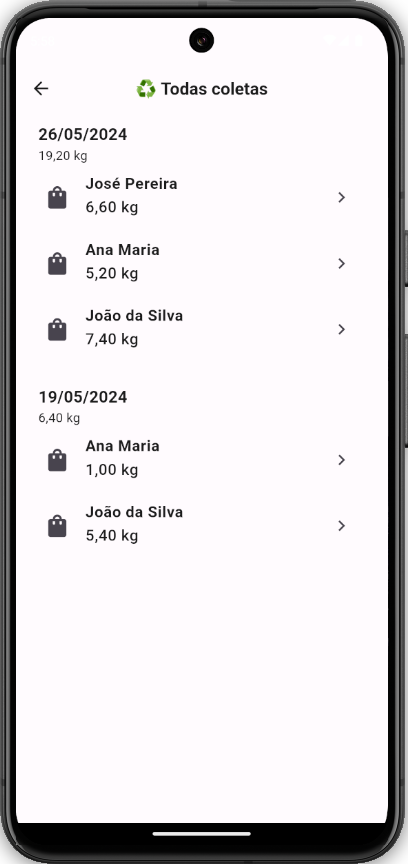 Todas coletas
26/05/2024
19,20 kg
José Pereira
6,60 kg
Ana Maria
5,20 kg
João da Silva
7,40 kg
19/05/2024
6,40 kg
Ana Maria
1,00 kg
João da Silva
5,40 kg